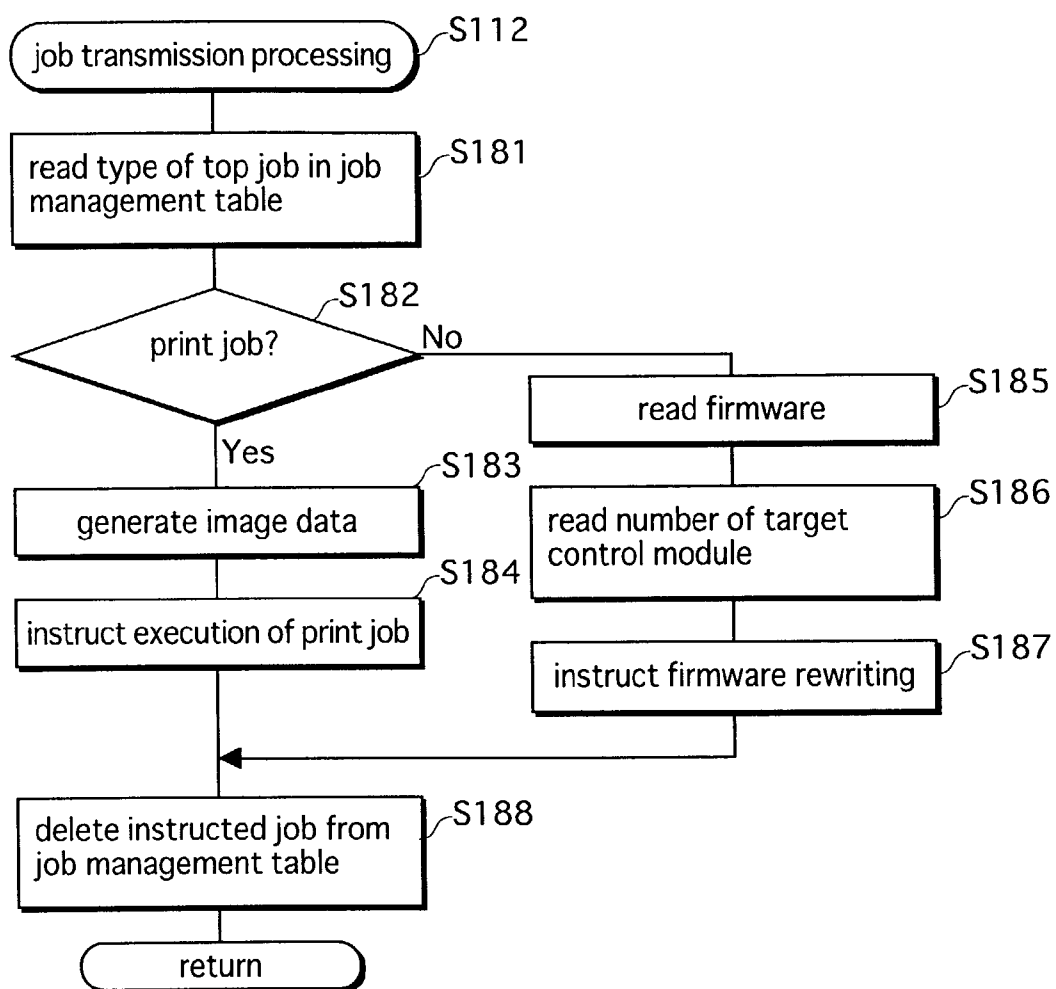 job transmission processing
S112
read type of top job in job
management table
S181
print job?
S182
No
Yes
generate image data
S183
instruct execution of print job
S184
read firmware
S185
read number of target
control module
S186
instruct firmware rewriting
S187
delete instructed job from
job management table
S188
return